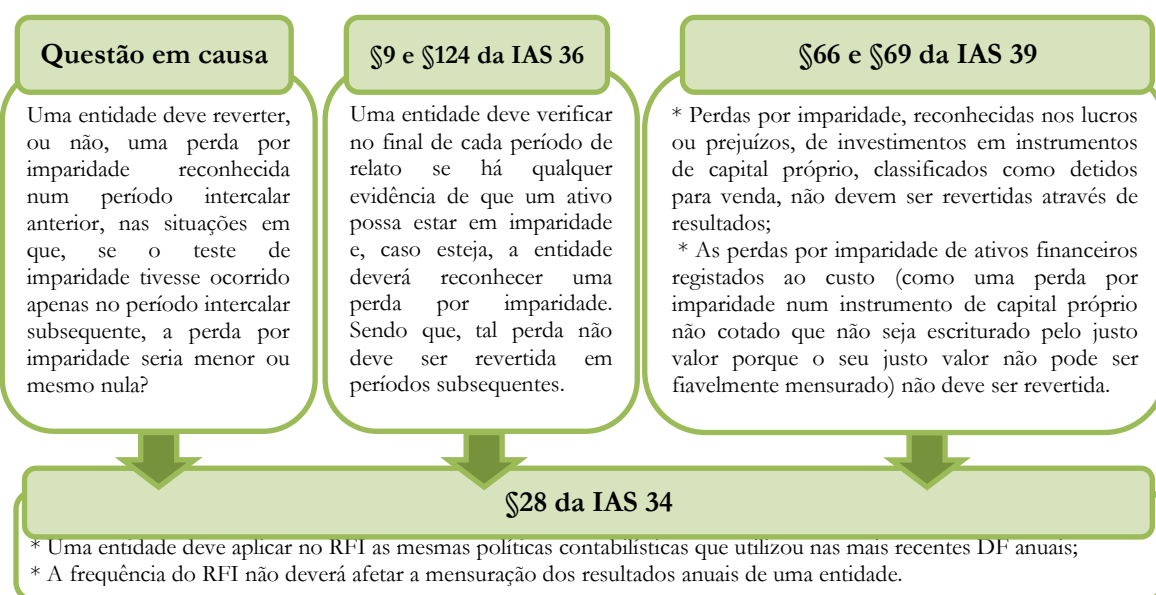 Questão em causa
Uma entidade deve reverter,
ou não, uma perda por
imparidade reconhecida
num período intercalar
anterior, nas situações em
que, se o teste de
imparidade tivesse ocorrido
apenas no período intercalar
subsequente, a perda por
imparidade seria menor ou
mesmo nula?
§9 e §124 da IAS 36
Uma entidade deve verificar
no final de cada período de
relato se há qualquer
evidência de que um ativo
possa estar em imparidade
e, caso esteja, a entidade
deverá reconhecer uma
perda por imparidade.
Sendo que, tal perda não
deve ser revertida em
períodos subsequentes.
§66 e §69 da IAS 39
* Perdas por imparidade, reconhecidas nos lucros
ou prejuízos, de investimentos em instrumentos
de capital próprio, classificados como detidos
para venda, não devem ser revertidas através de
resultados;
* As perdas por imparidade de ativos financeiros
registados ao custo (como uma perda por
imparidade num instrumento de capital próprio
não cotado que não seja escriturado pelo justo
valor porque o seu justo valor não pode ser
fiavelmente mensurado) não deve ser revertida.
§28 da IAS 34
* Uma entidade deve aplicar no RFI as mesmas políticas contabilísticas que utilizou nas mais recentes DF anuais;
* A frequência do RFI não deverá afetar a mensuração dos resultados anuais de uma entidade.